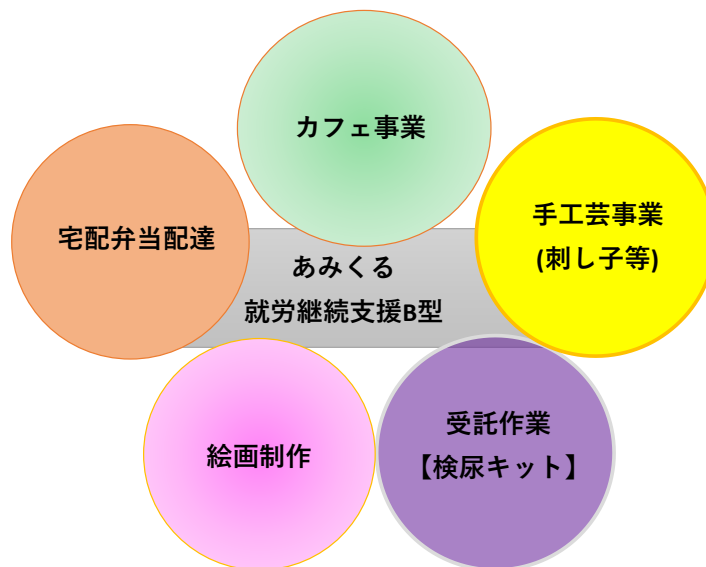 カフェ事業
宅配弁当配達
手工芸事業
(刺し子等)
あみくる
就労継続支援B型
絵画制作
受託作業
【検尿キット】